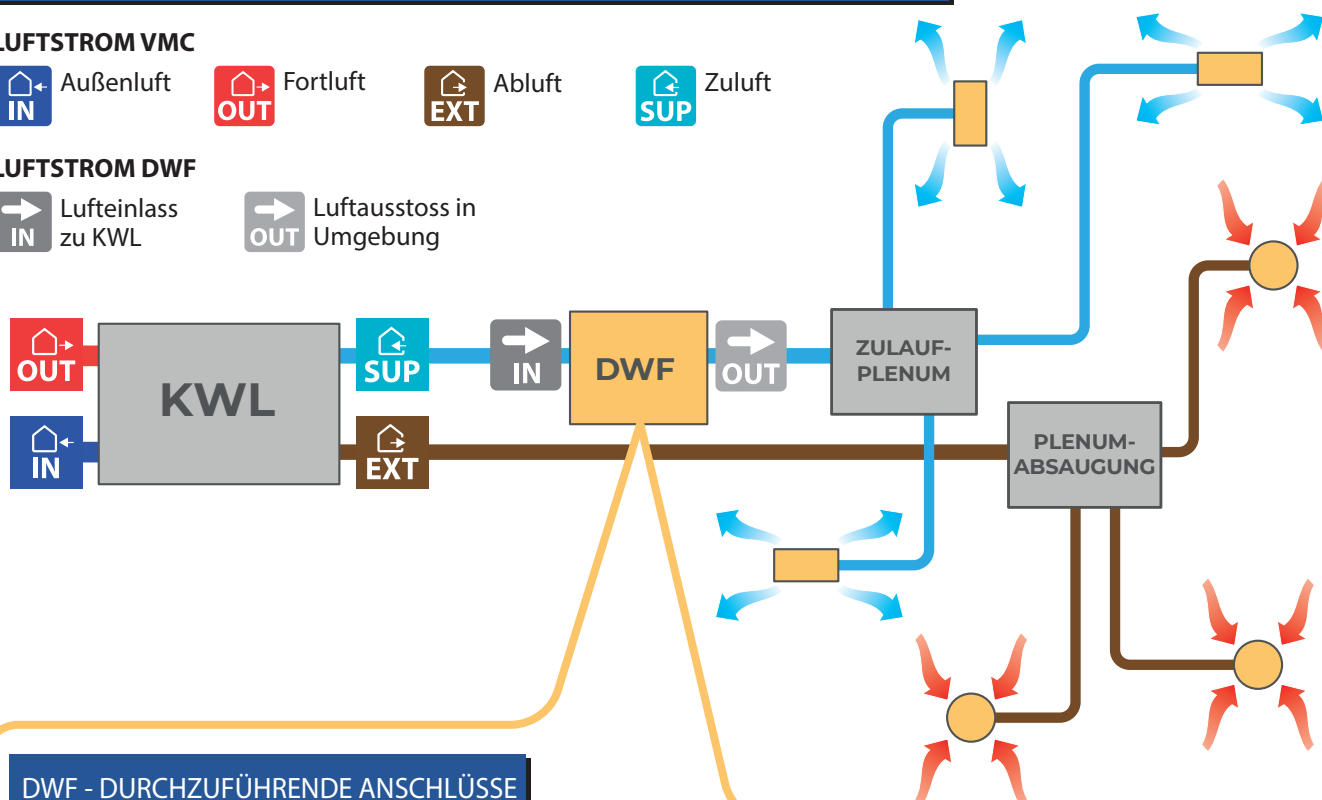 LUFTSTROM VMC
IN Außenluft
OUT Fortluft
EXT Abluft
SUP Zuluft
LUFTSTROM DWF
IN Lufteinlass
zu KWL
OUT Luftausstoss in
Umgebung
OUT
KWL
SUP
IN
DWF
OUT
ZULAUF-
PLENUM
IN
EXT
PLENUM-
ABSAUGUNG
DWF - DURCHZUFÜHRENDE ANSCHLÜSSE